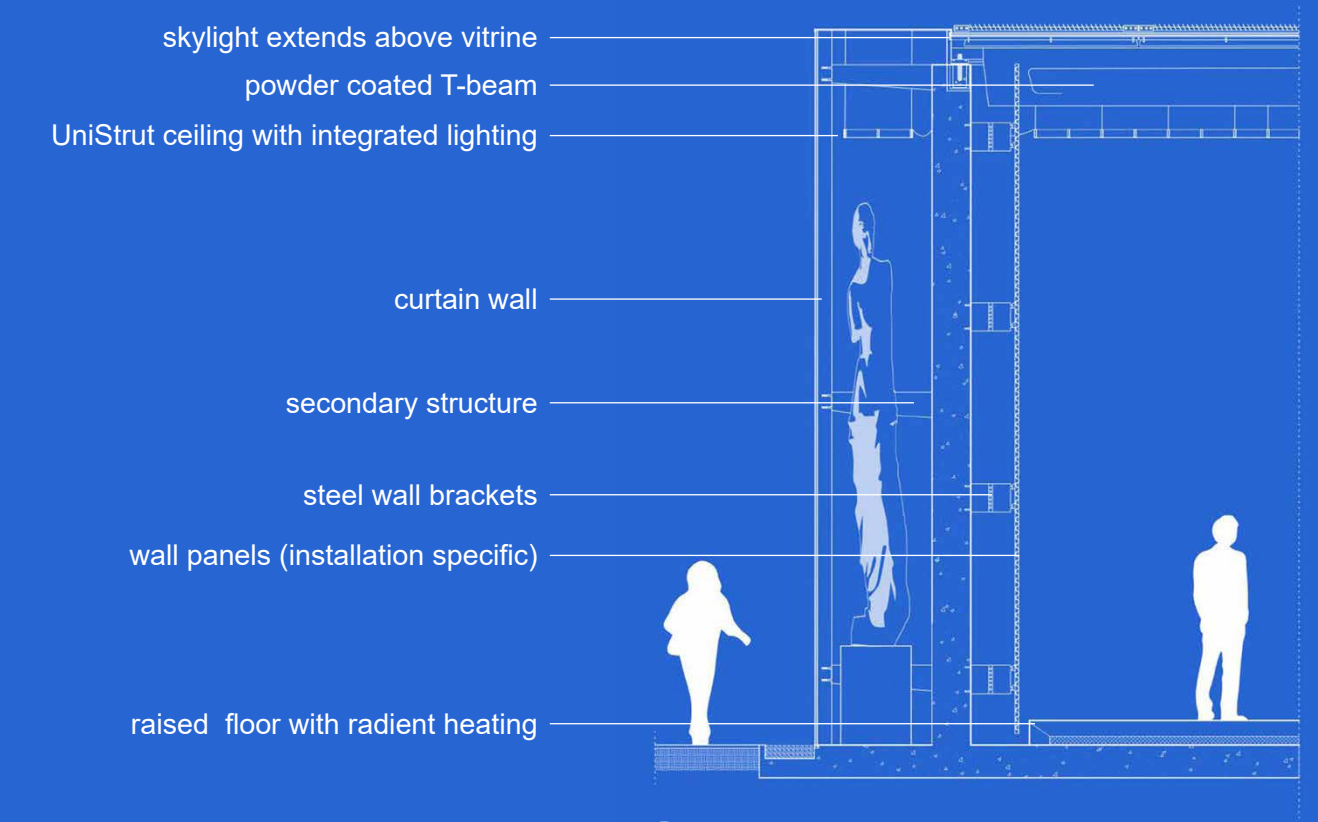 skylight extends above vitrine
powder coated T-beam
UniStrut ceiling with integrated lighting
curtain wall
secondary structure
steel wall brackets
wall panels (installation specific)
raised  floor with radient heating